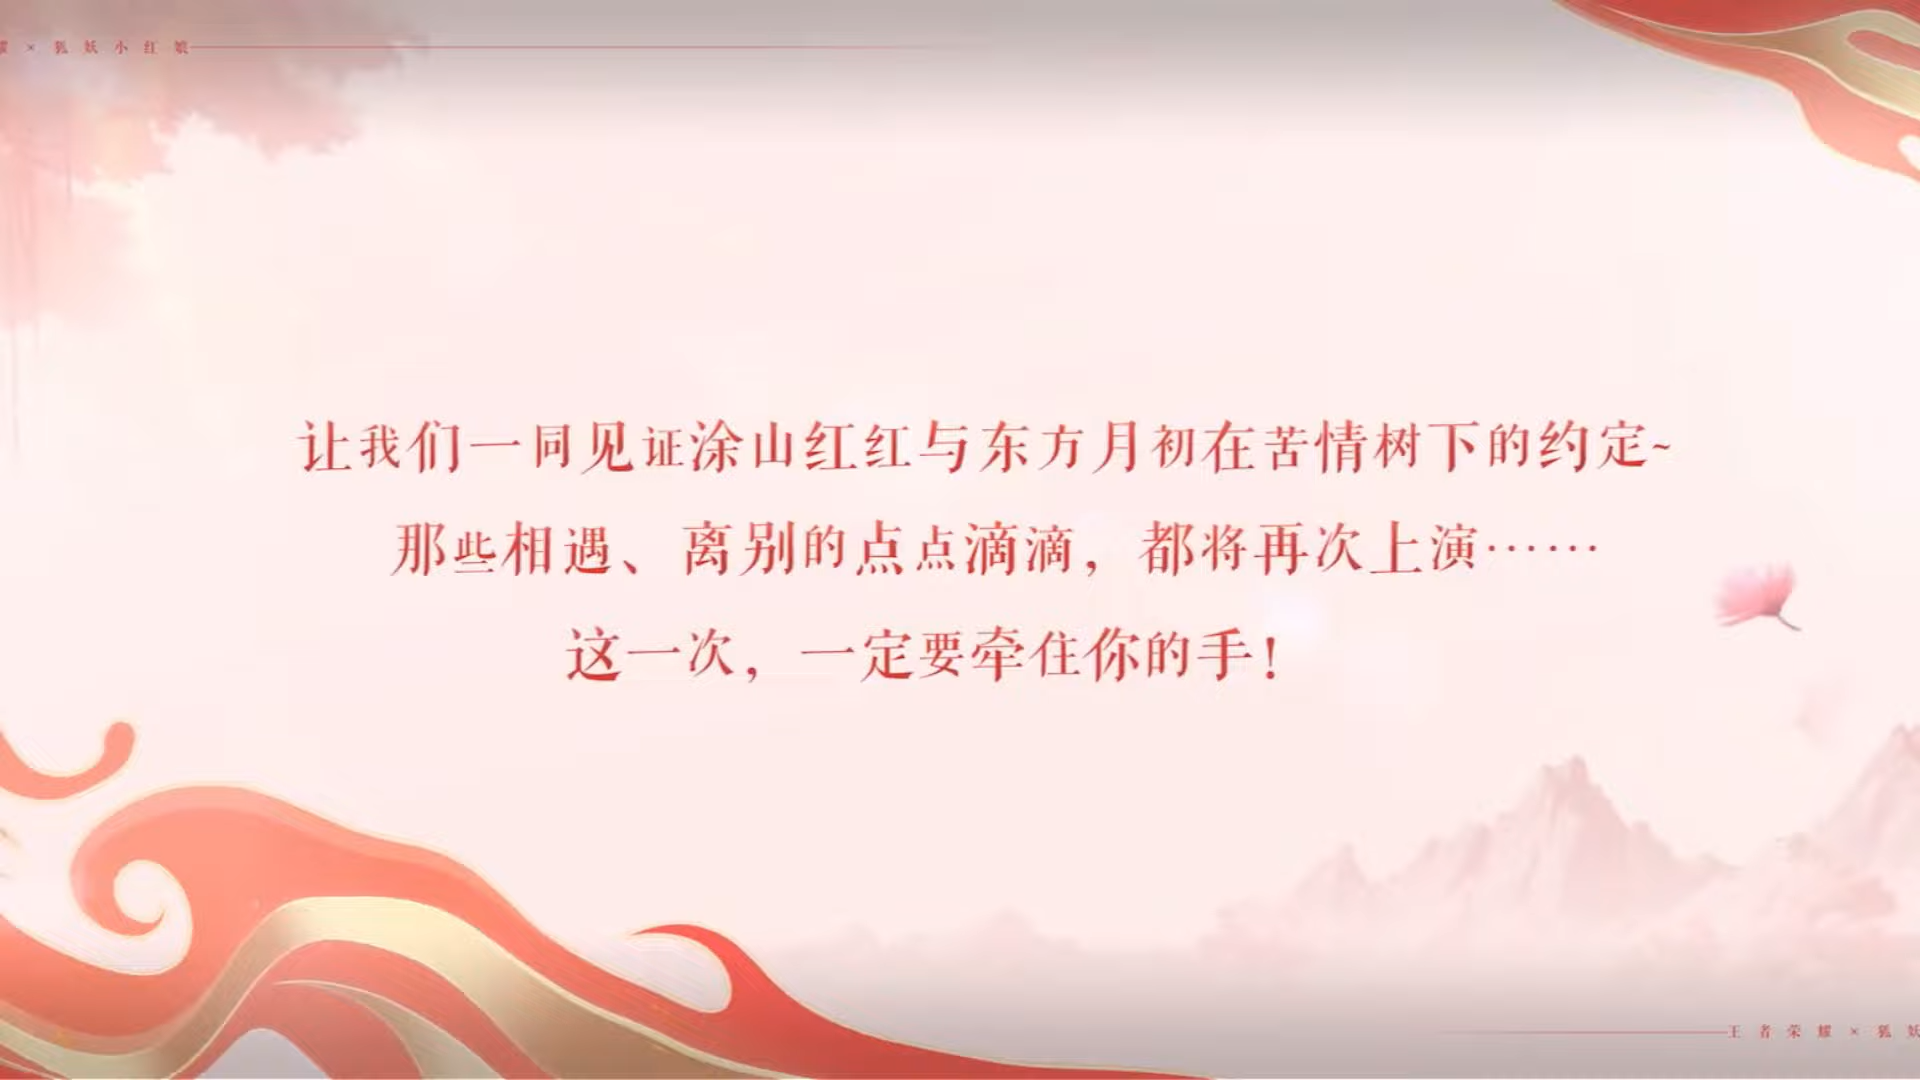 耀 × 狐 妖 小 红 娘
让我们一同见证涂山红红与东方月初在苦情树下的约定~
那些相遇、离别的点点滴滴，都将再次上演······
这一次，一定要牵住你的手！
王 者 荣 耀 × 狐 妖